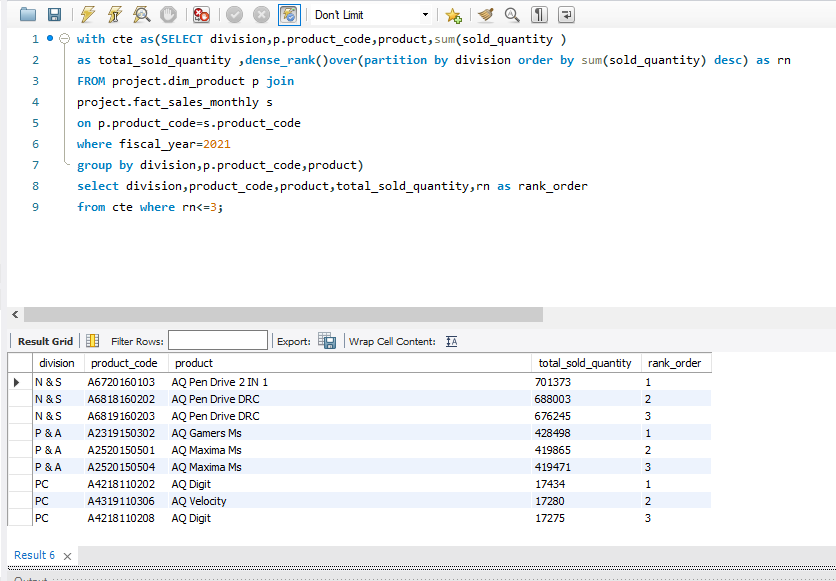 Don't Limit
1 with cte as(SELECT division,p.product_code,product,sum(sold_quantity )
2 as total_sold_quantity ,dense_rank()over(partition by division order by sum(sold_quantity) desc) as rn
3 FROM project.dim_product p join
4 project.fact_sales_monthly s
5 on p.product_code=s.product_code
6 where fiscal_year=2021
7 group by division,p.product_code,product)
8 select division,product_code,product,total_sold_quantity,rn as rank_order
9 from cte where rn<=3;
Result Grid Filter Rows: Export: Wrap Cell Content: IA
division product_code product total_sold_quantity rank_order
N & S A6720160103 AQ Pen Drive 2 IN 1 701373 1
N & S A6818160202 AQ Pen Drive DRC 688003 2
N & S A6819160203 AQ Pen Drive DRC 676245 3
P & A A2319150302 AQ Gamers Ms 428498 1
P & A A2520150501 AQ Maxima Ms 419865 2
P & A A2520150504 AQ Maxima Ms 419471 3
PC A4218110202 AQ Digit 17434 1
PC A4319110306 AQ Velocity 17280 2
PC A4218110208 AQ Digit 17275 3
Result 6
Output